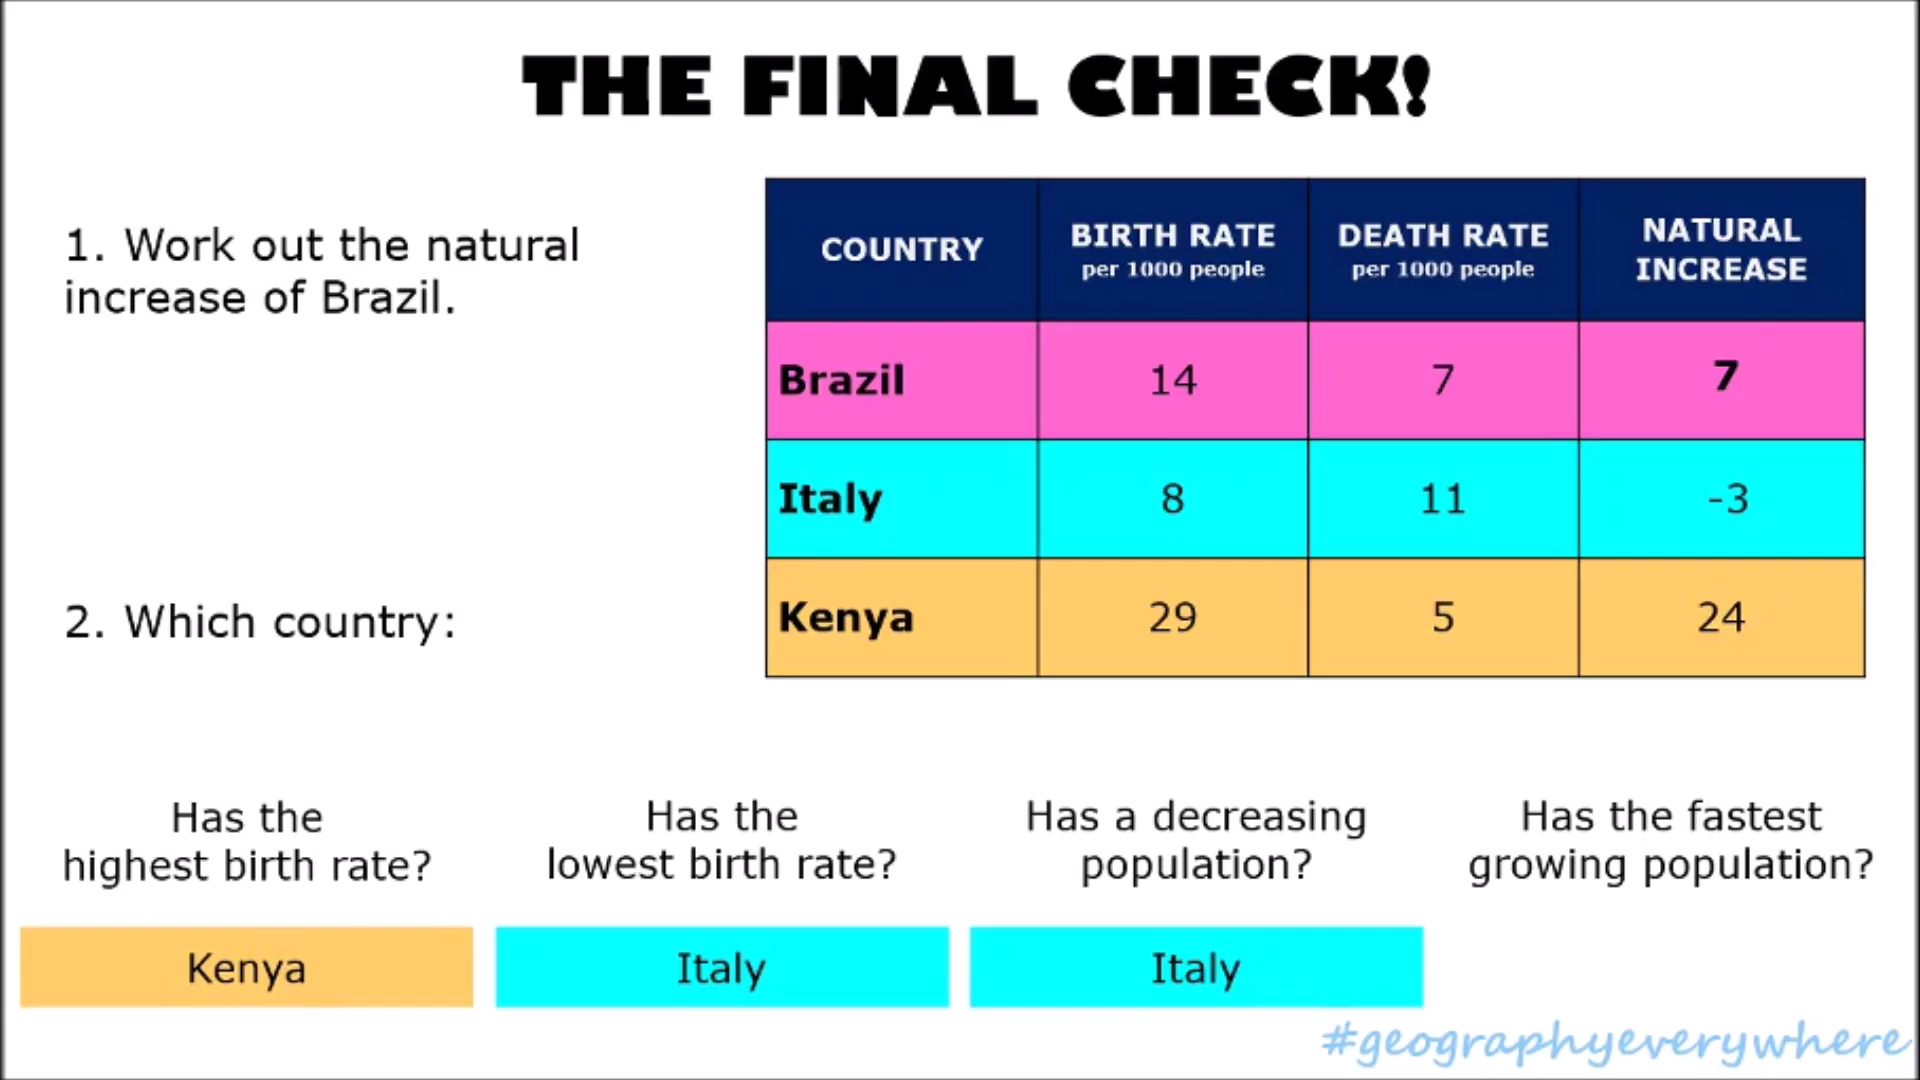 THE FINAL CHECK!
1. Work out the natural
increase of Brazil.
COUNTRY BIRTH RATE per 1000 people DEATH RATE per 1000 people NATURAL INCREASE
Brazil 14 7 7
Italy 8 11 -3
Kenya 29 5 24
2. Which country:
Has the
highest birth rate?
Kenya
Has the
lowest birth rate?
Italy
Has a decreasing
population?
Italy
Has the fastest
growing population?
#geographyeverywhere